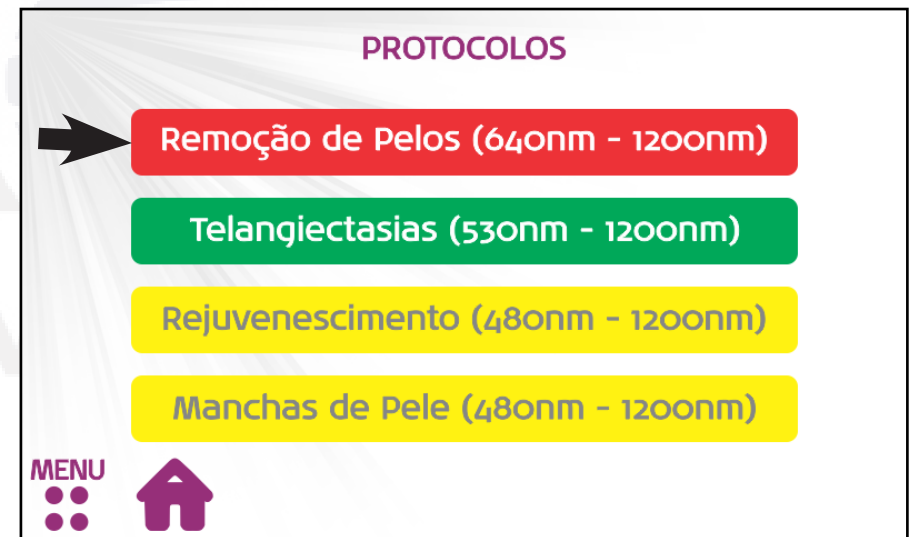 PROTOCOLOS
Remoção de Pelos (640nm - 1200nm)
Telangiectasias (530nm - 1200nm)
Rejuvenescimento (480nm - 1200nm)
Manchas de Pele (480nm - 1200nm)
MENU